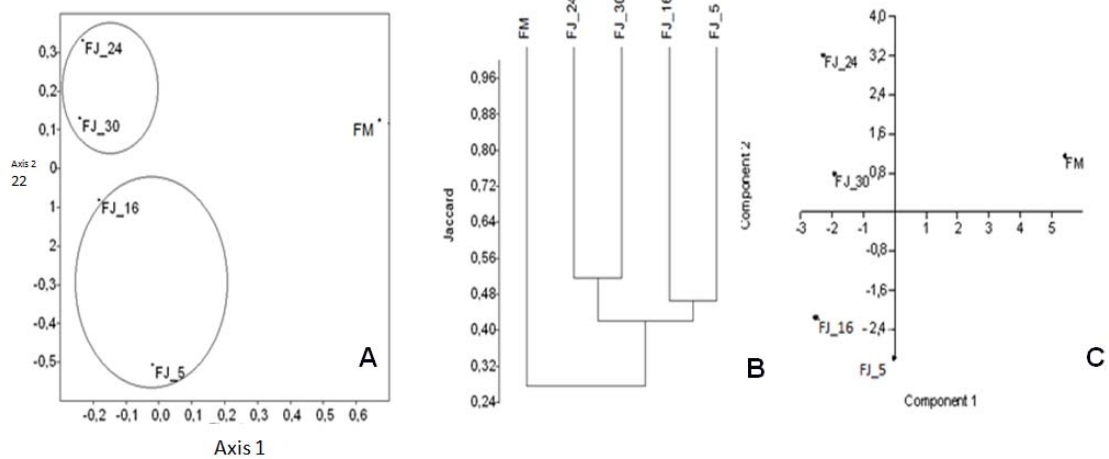 0,3
0,2
0,1
Axis 2
0
22
1
2
-0,3
-0,4
-0,5
FJ_24
FJ_30
FM
FJ_16
FJ_5
A
-0,2 -0,1 0,0 0,1 0,2 0,3 0,4 0,5 0,6
Axis 1
FM
FJ_24
FJ_30
FJ_16
FJ_5
Jaccard
0,96
0,88
0,80
0,72
0,64
0,56
0,48
0,40
0,32
0,24
B
Component 2
4,0
3,2
2,4
1,6
0,8
-0,8
-1,6
-2,4
FJ_24
FJ_30
FM
-3 -2 -1 1 2 3 4 5
FJ_16
FJ_5
C
Component 1